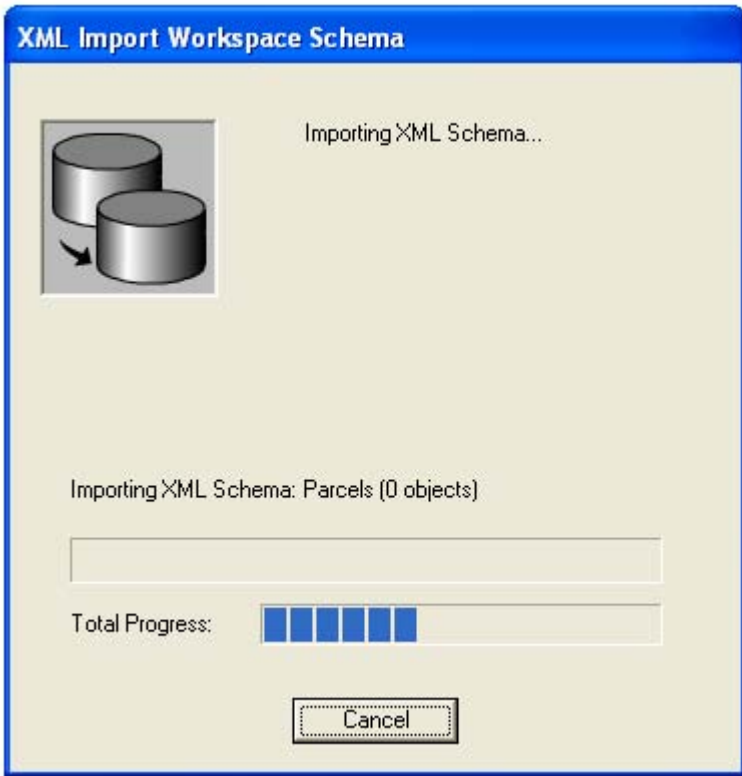 XML Import Workspace Schema
Importing XML Schema...
Importing XML Schema: Parcels (0 objects)
Total Progress:
Cancel